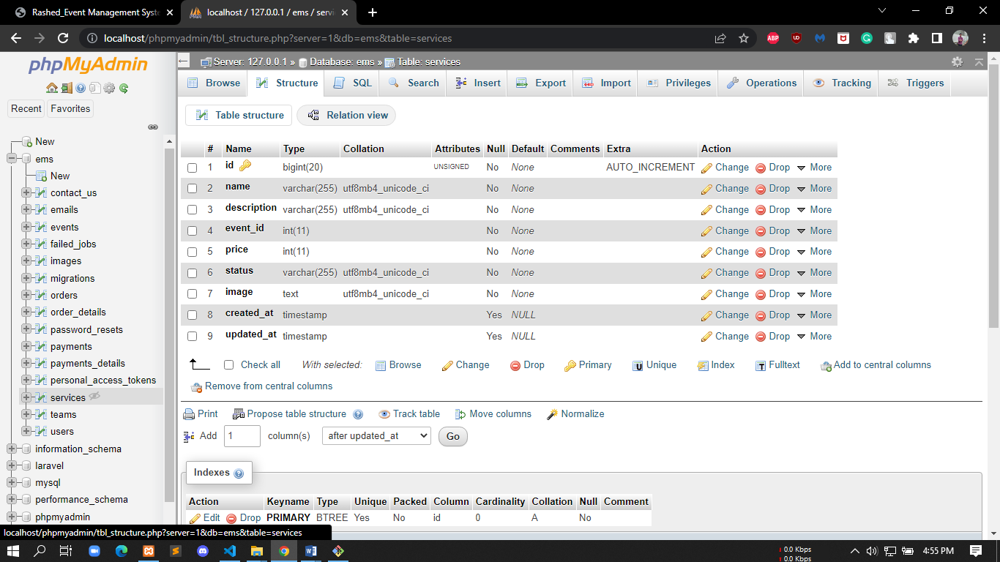 Rashed_Event Management Syste
localhost / 127.0.0.1 / ems / servi
localhost/phpmyadmin/tbl_structure.php?server=1&db=ems&table=services
ABP
phpMyAdmin
Recent Favorites
New
ems
New
contact_us
emails
events
failed_jobs
images
migrations
orders
order_details
password_resets
payments
payments_details
personal_access_tokens
services
teams
users
information_schema
laravel
mysql
performance_schema
phpmyadmin
Server: 127.0.0.1 » Database: ems » Table: services
Browse Structure SQL Search Insert Export Import Privileges Operations Tracking Triggers
Table structure Relation view
# Name Type Collation Attributes Null Default Comments Extra Action
1 id bigint(20) UNSIGNED No None AUTO_INCREMENT Change Drop More
2 name varchar(255) utf8mb4_unicode_ci No None Change Drop More
3 description varchar(255) utf8mb4_unicode_ci No None Change Drop More
4 event_id int(11) No None Change Drop More
5 price int(11) No None Change Drop More
6 status varchar(255) utf8mb4_unicode_ci No None Change Drop More
7 image text utf8mb4_unicode_ci No None Change Drop More
8 created_at timestamp Yes NULL Change Drop More
9 updated_at timestamp Yes NULL Change Drop More
Check all With selected: Browse Change Drop Primary Unique Index Fulltext Add to central columns
Remove from central columns
Print Propose table structure Track table Move columns Normalize
Add 1 column(s) after updated_at Go
Indexes
Action Keyname Type Unique Packed Column Cardinality Collation Null Comment
Edit Drop PRIMARY BTREE Yes No id 0 A No
localhost/phpmyadmin/tbl_structure.php?server=1&db=ems&table=services
0.0 Kbps
0.0 Kbps
4:55 PM